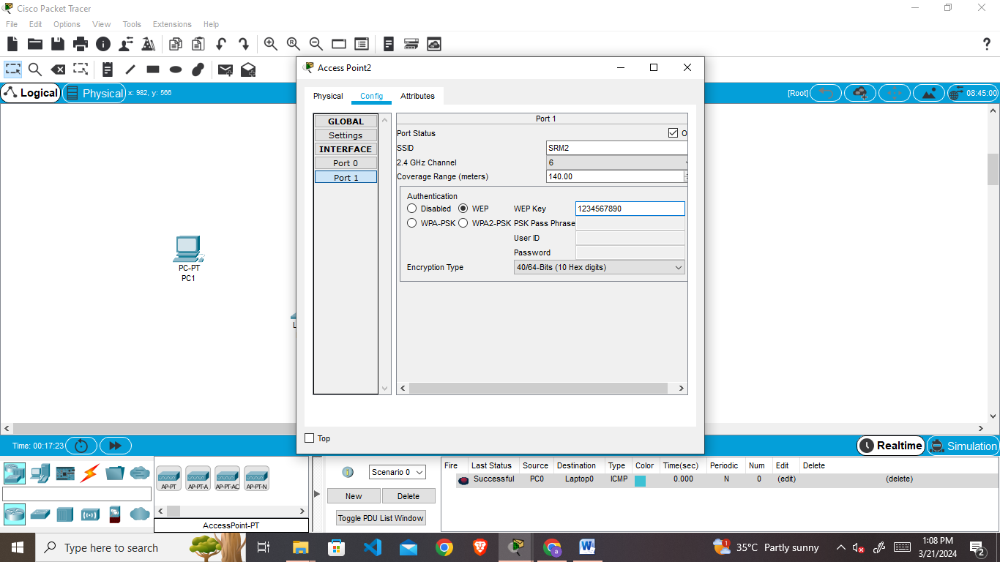 Cisco Packet Tracer
File Edit Options View Tools Extensions Help
Access Point2
Logical Physical x: 982, y: 566 [Root] 08:45:00
Physical Config Attributes
GLOBAL
Settings
INTERFACE
Port 0
Port 1
Port 1
Port Status O
SSID SRM2
2.4 GHz Channel 6
Coverage Range (meters) 140.00
Authentication
Disabled WEP WEP Key 1234567890
WPA-PSK WPA2-PSK PSK Pass Phrase
User ID
Password
Encryption Type 40/64-Bits (10 Hex digits)
PC-PT
PC1
L
Top
Time: 00:17:23 Realtime Simulation
AP-PT AP-PT-A AP-PT-AC AP-PT-N
AccessPoint-PT
Scenario 0
New Delete
Toggle PDU List Window
Fire Last Status Source Destination Type Color Time(sec) Periodic Num Edit Delete
Successful PC0 Laptop0 ICMP 0.000 N 0 (edit) (delete)
Type here to search
35°C Partly sunny
1:08 PM
3/21/2024
2